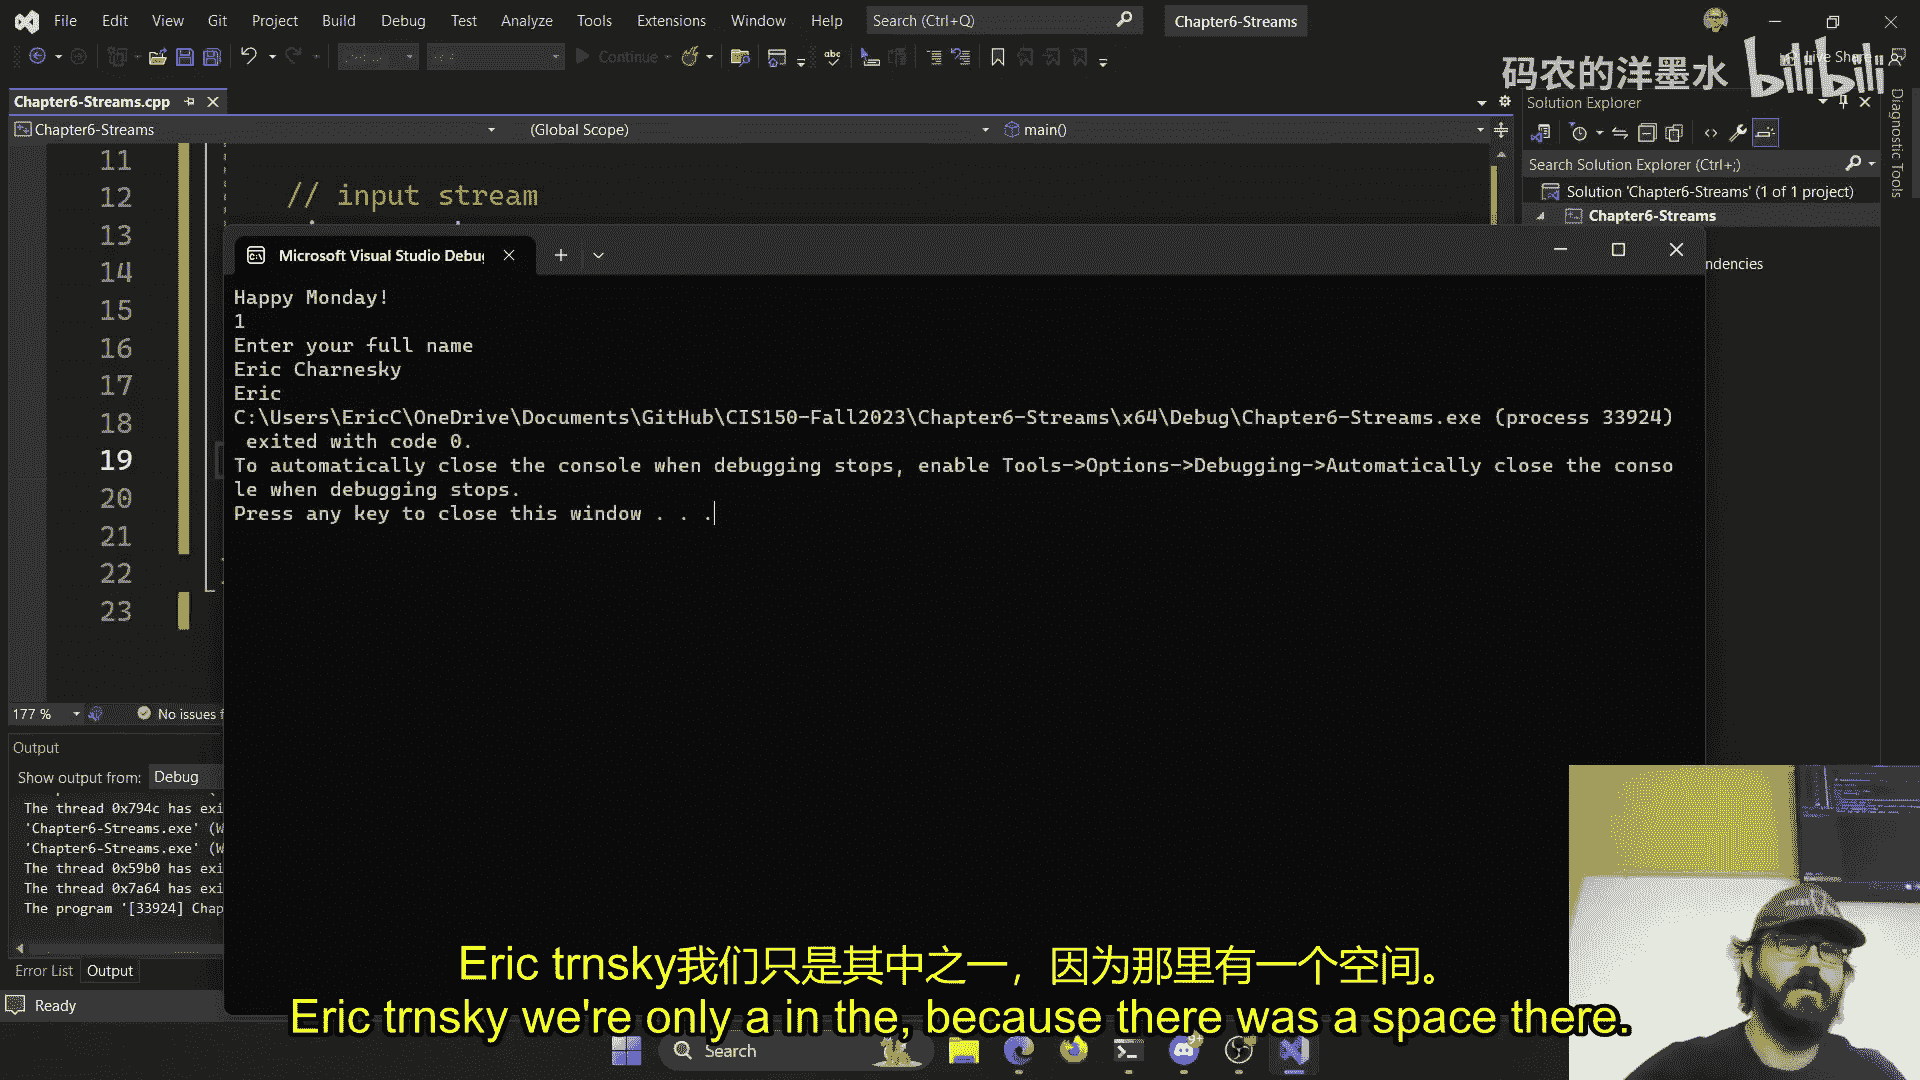 File Edit View Git Project Build Debug Test Analyze Tools Extensions Window Help Search (Ctrl+Q) Chapter6-Streams
Continue
Live Share
码农的洋墨水 bilibili
Chapter6-Streams.cpp
Solution Explorer
Chapter6-Streams (Global Scope) main()
Diagnostic Tools
Search Solution Explorer (Ctrl+;)
Solution 'Chapter6-Streams' (1 of 1 project)
Chapter6-Streams
ndencies
11
12 // input stream
13
14
15
16
17
18
19
20
21
22
23
Microsoft Visual Studio Debug
Happy Monday!
1
Enter your full name
Eric Charnesky
Eric
C:\Users\EricC\OneDrive\Documents\GitHub\CIS150-Fall2023\Chapter6-Streams\x64\Debug\Chapter6-Streams.exe (process 33924)
exited with code 0.
To automatically close the console when debugging stops, enable Tools->Options->Debugging->Automatically close the conso
le when debugging stops.
Press any key to close this window . . .
177 % No issues f
Output
Show output from: Debug
The thread 0x794c has exi
'Chapter6-Streams.exe' (W
'Chapter6-Streams.exe' (W
The thread 0x59b0 has exi
The thread 0x7a64 has exi
The program '[33924] Chap
Error List Output
Ready
Eric trnsky我们只是其中之一，因为那里有一个空间。
Eric trnsky we're only a in the, because there was a space there.
Search